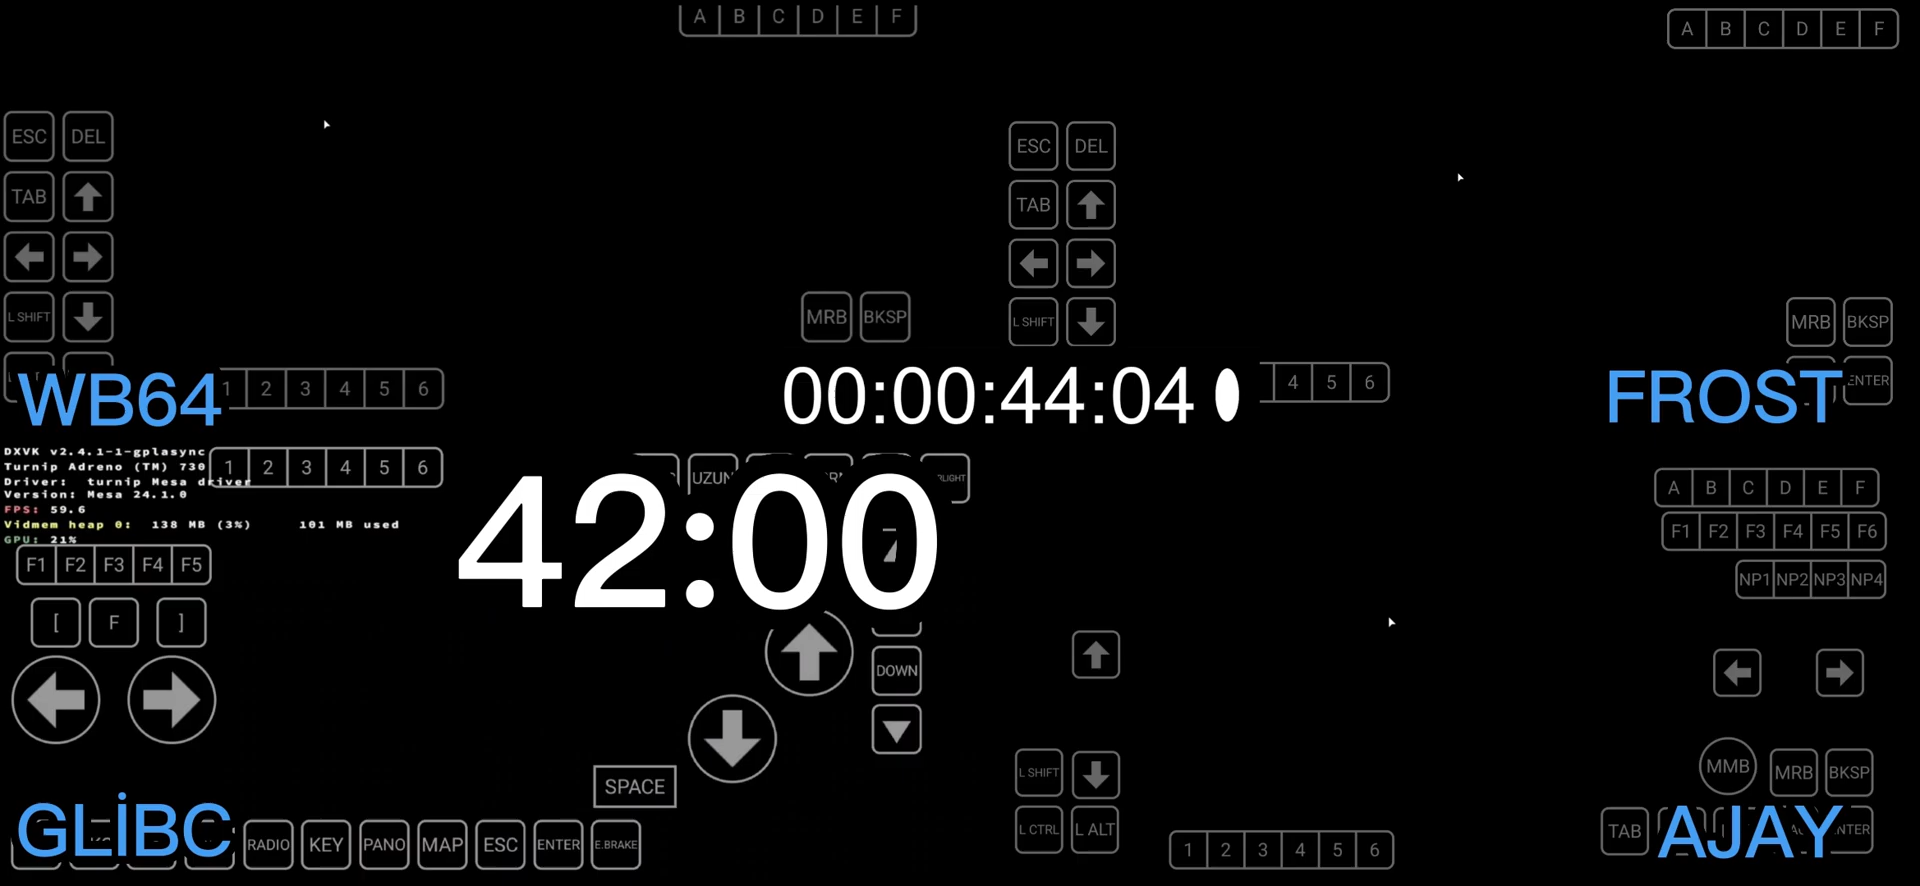 A B C D E F
A B C D E F
ESC DEL
TAB
L SHIFT
ESC DEL
TAB
L SHIFT
MRB BKSP
MRB BKSP
ENTER
WB64
1 2 3 4 5 6
00:00:44:04
4 5 6
FROST
DXVK v2.4.1-1-gplasync
Turnip Adreno (TM) 730
Driver: turnip Mesa driver
Version: Mesa 24.1.0
FPS: 59.6
Vidmem heap 0: 138 MB (3%) 101 MB used
GPU: 21%
1 2 3 4 5 6
42:00
A B C D E F
F1 F2 F3 F4 F5 F6
NP1 NP2 NP3 NP4
F1 F2 F3 F4 F5
[ F ]
DOWN
SPACE
L SHIFT
L CTRL L ALT
MMB MRB BKSP
TAB
GLİBC
RADIO KEY PANO MAP ESC ENTER E.BRAKE
1 2 3 4 5 6
AJAY